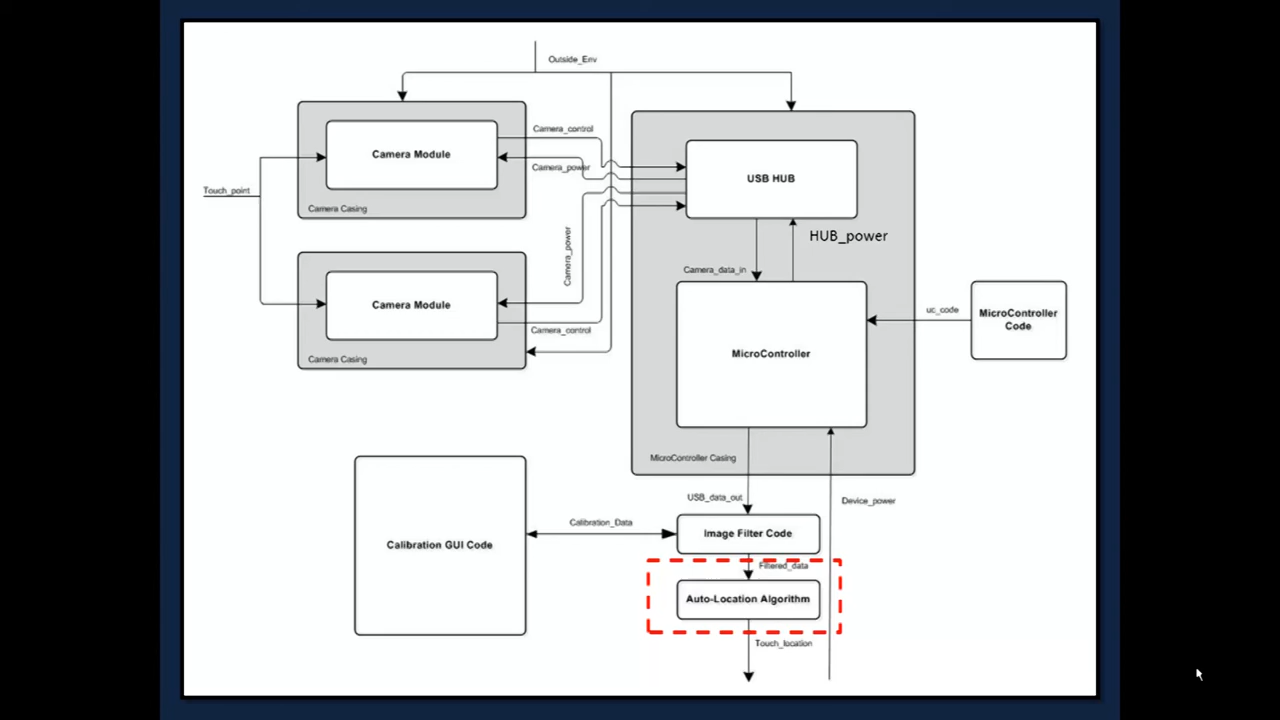 Outside_Env
Camera_control
Camera Module
Camera_power
Touch_point
Camera Casing
USB HUB
HUB_power
Camera_power
Camera_data_in
Camera Module
Camera_control
Camera Casing
uc_code
MicroController
Code
MicroController
MicroController Casing
USB_data_out
Device_power
Calibration_Data
Image Filter Code
Calibration GUI Code
Filtered_data
Auto-Location Algorithm
Touch_location